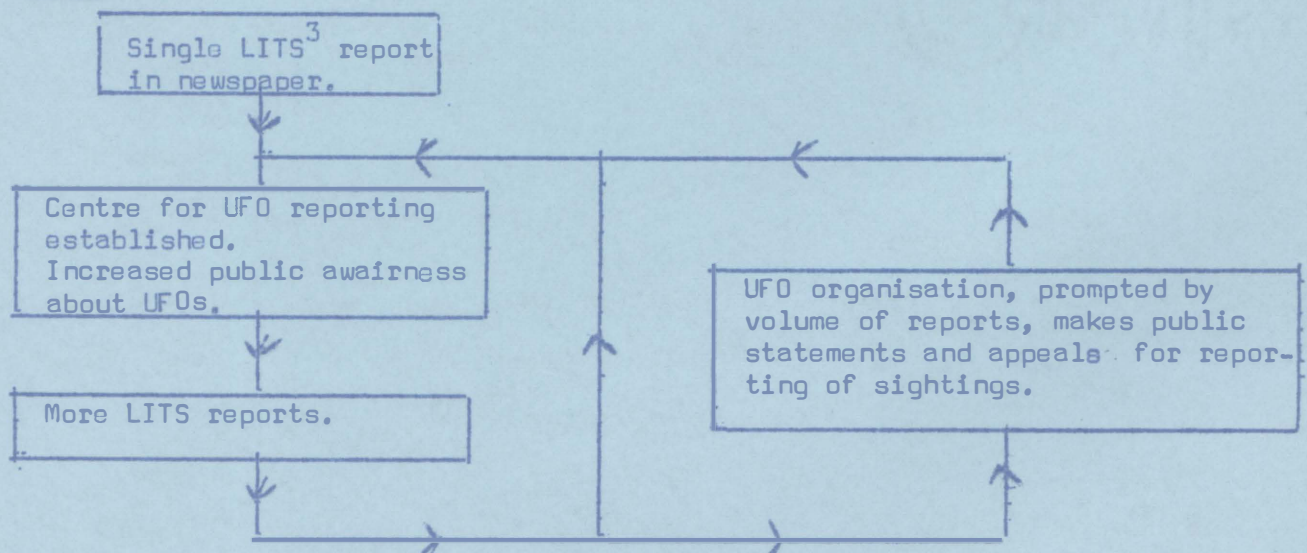 Single LITS³ report
in newspaper.
Centre for UFO reporting
established.
Increased public awairness
about UFOs.
More LITS reports.
UFO organisation, prompted by
volume of reports, makes public
statements and appeals for repor-
ting of sightings.